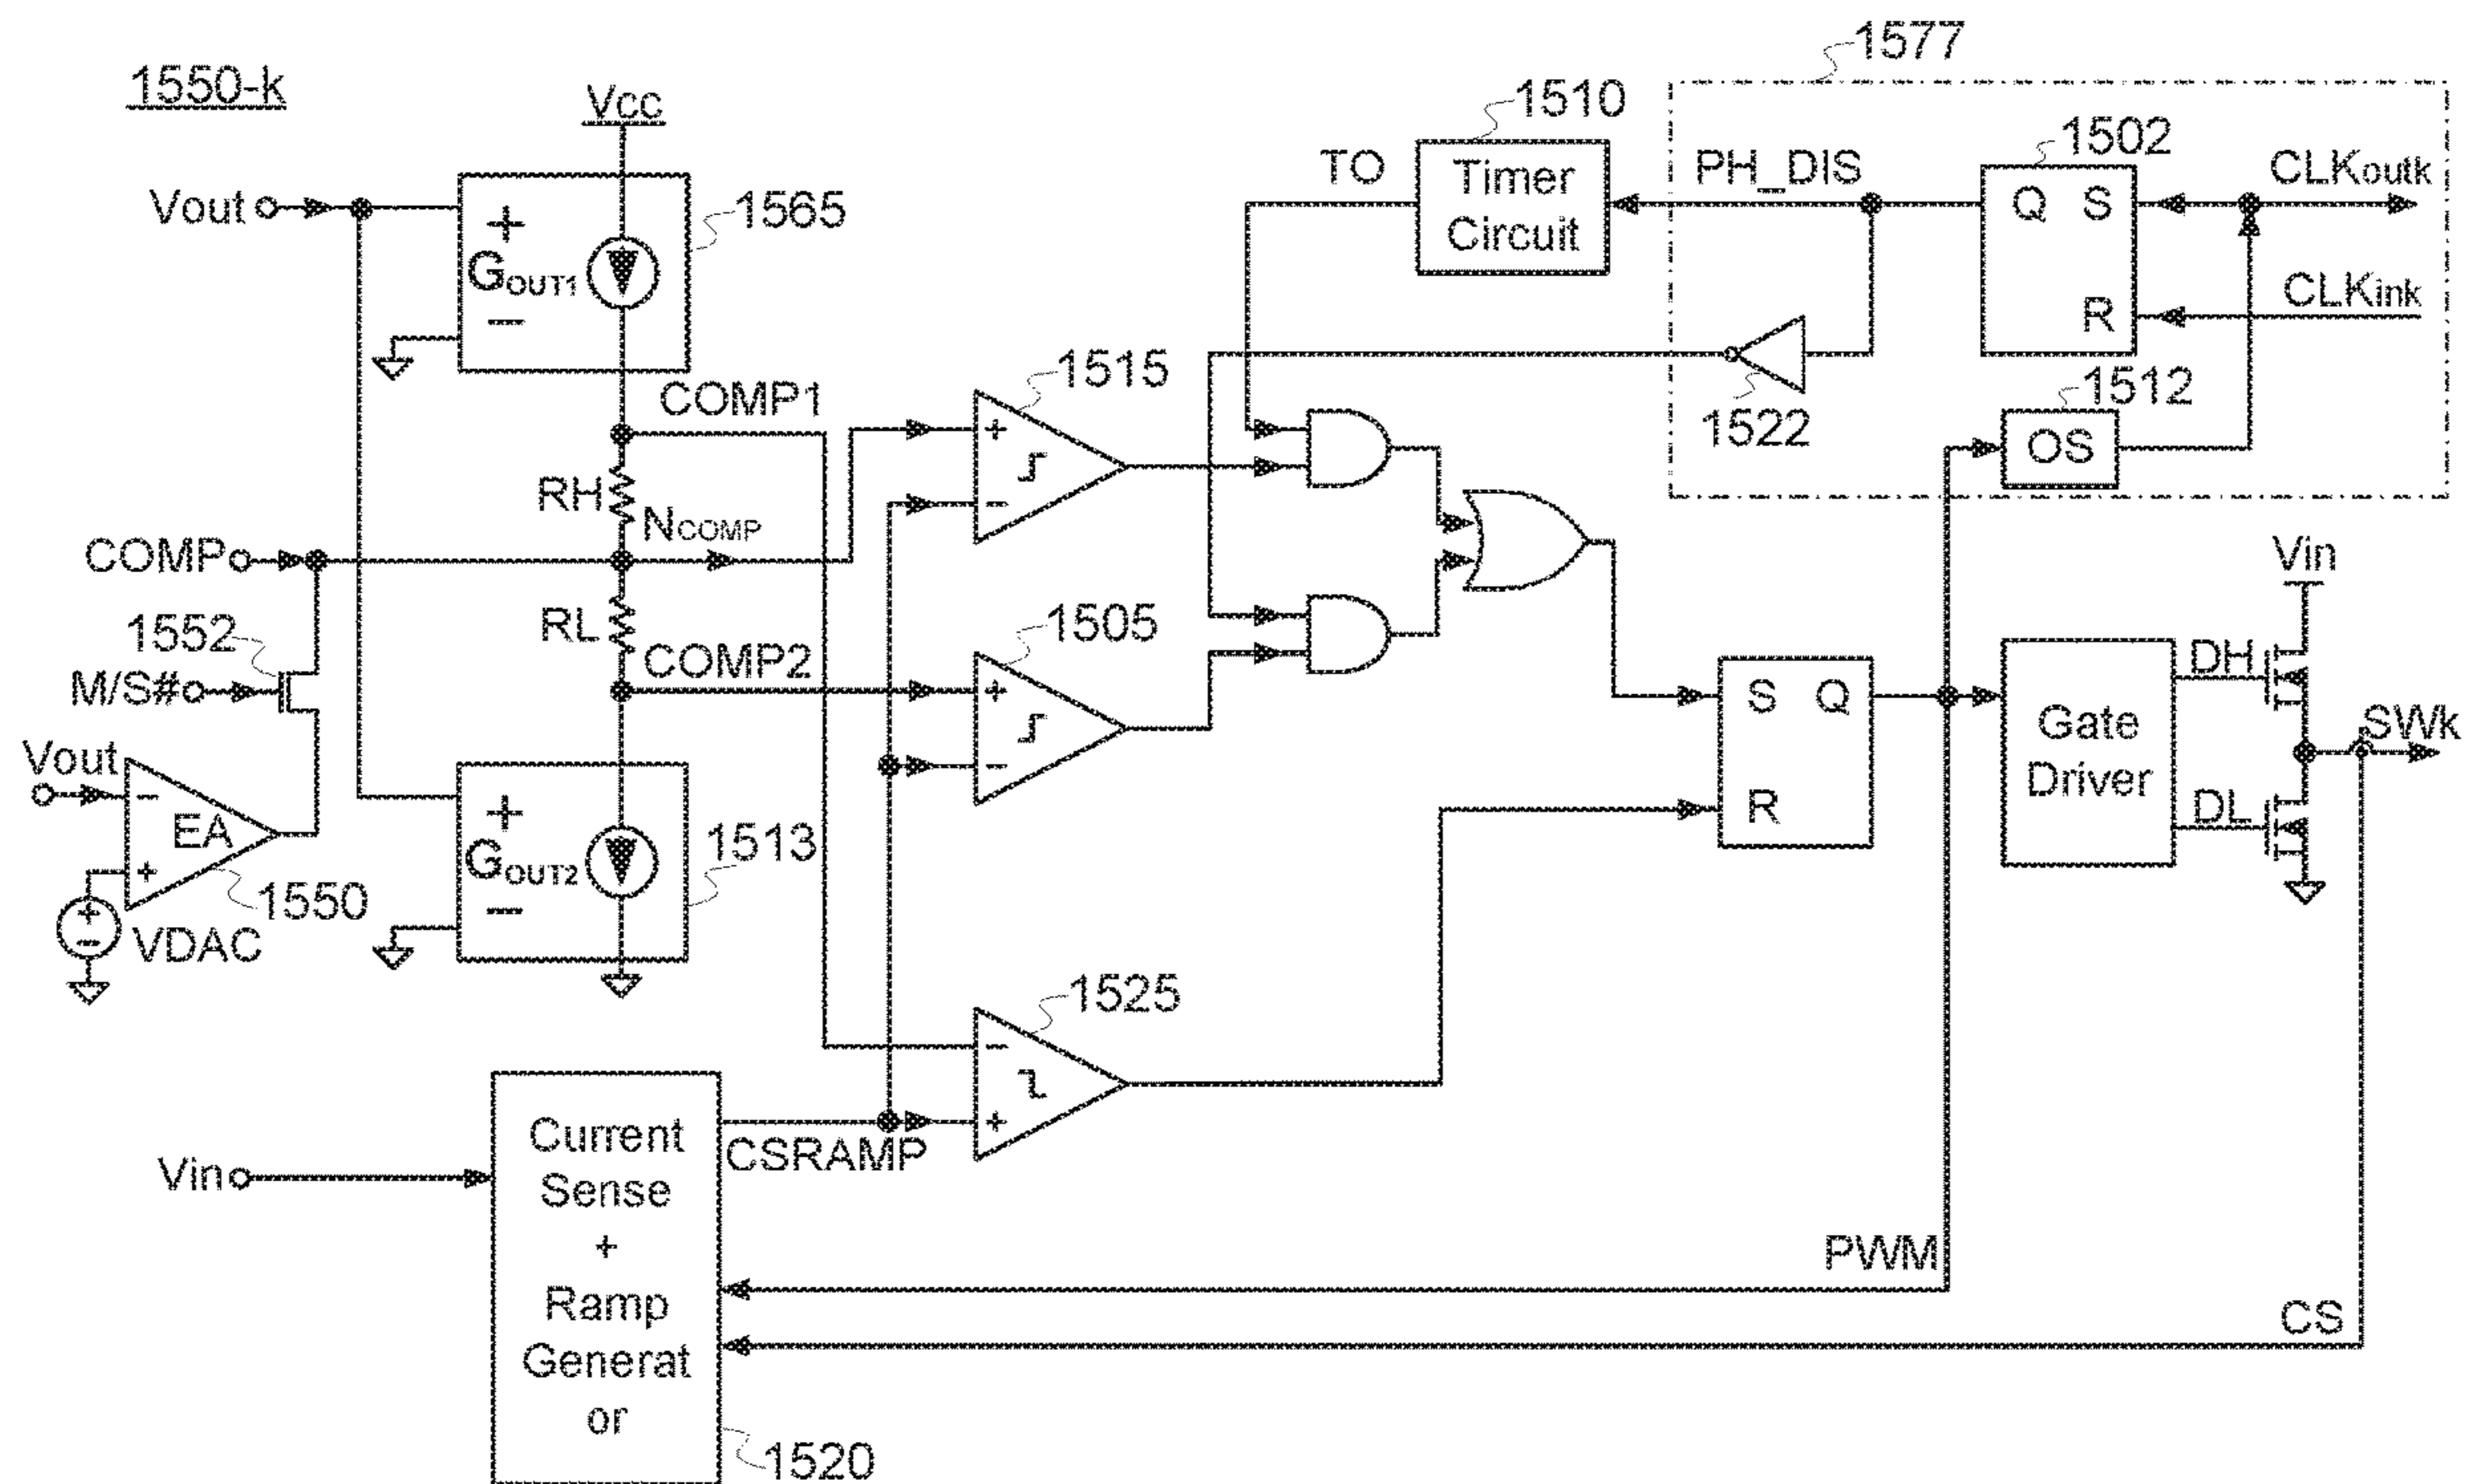 1550-k
Vcc
1577
1510
1502
TO
Timer
Circuit
PH_DIS
Q S
R
CLKoutk
CLKink
Vout
+
GOUT1
−
1565
1522
1512
OS
COMP1
1515
+
−
RH
NCOMP
COMP
RL
1552
M/S#
COMP2
1505
+
−
Vin
S Q
R
Gate
Driver
DH
DL
SWk
Vout
−
EA
+
1550
+
−
VDAC
+
GOUT2
−
1513
1525
−
+
Current
Sense
+
Ramp
Generat
or
CSRAMP
Vin
PWM
CS
1520